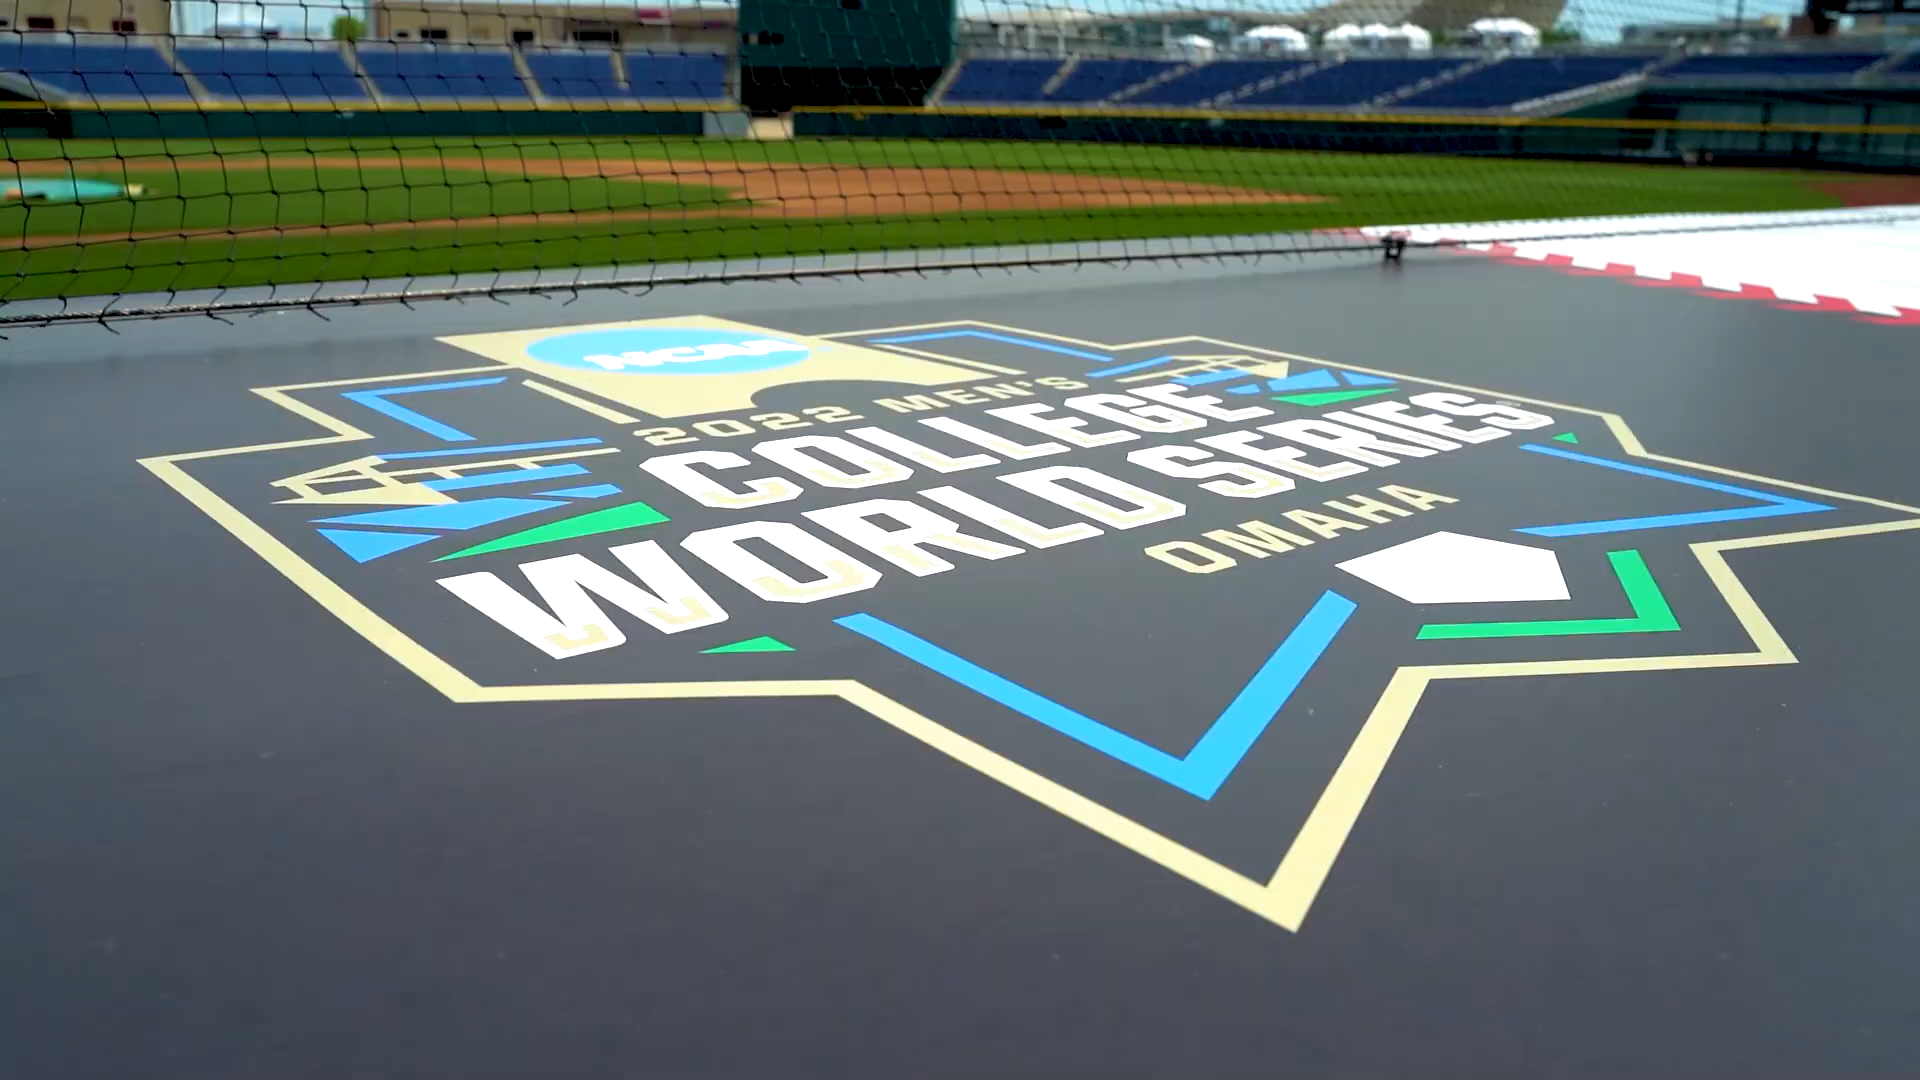 NCAA
2022 MEN'S
COLLEGE
WORLD SERIES
OMAHA